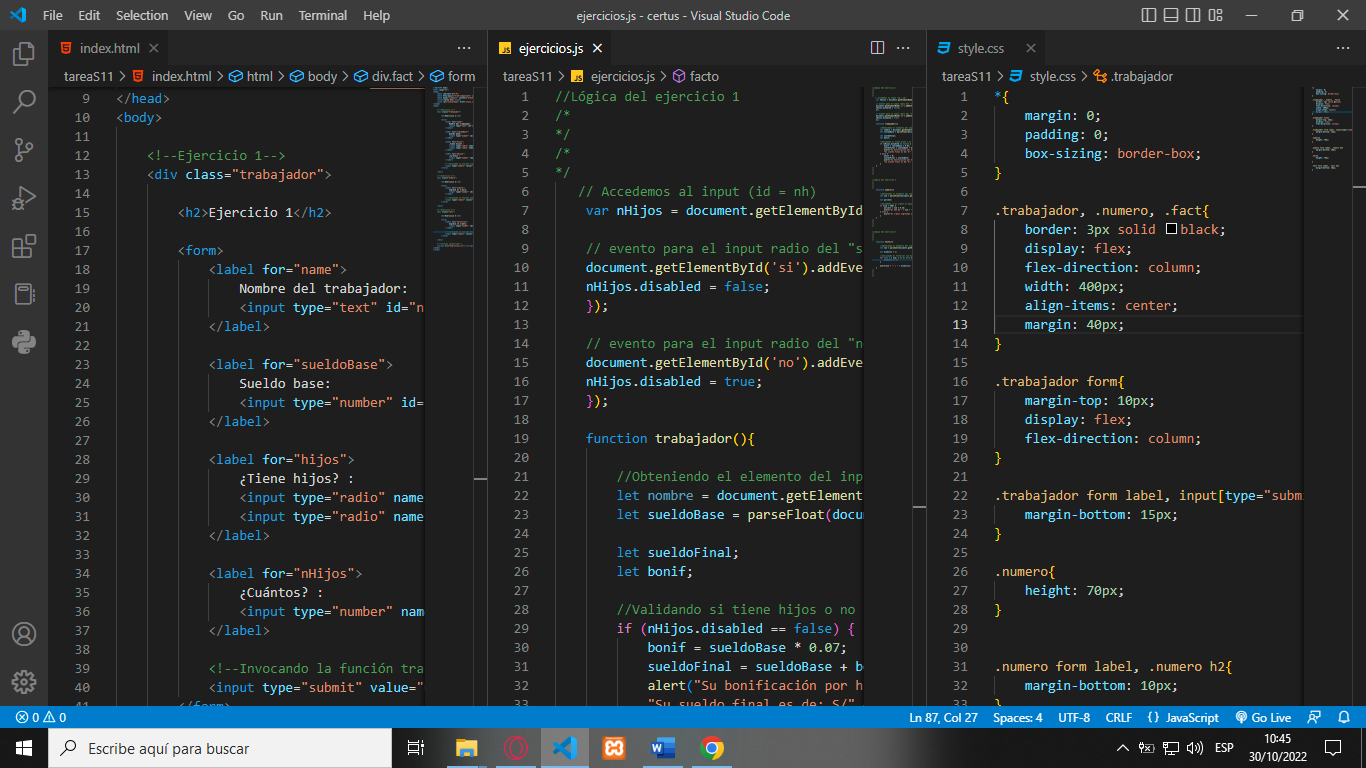 File Edit Selection View Go Run Terminal Help
ejercicios.js - certus - Visual Studio Code
index.html
tareaS11 > index.html > html > body > div.fact > form
9 </head>
10 <body>
11
12 <!--Ejercicio 1-->
13 <div class="trabajador">
14
15 <h2>Ejercicio 1</h2>
16
17 <form>
18 <label for="name">
19 Nombre del trabajador:
20 <input type="text" id="n
21 </label>
22
23 <label for="sueldoBase">
24 Sueldo base:
25 <input type="number" id=
26 </label>
27
28 <label for="hijos">
29 ¿Tiene hijos? :
30 <input type="radio" name
31 <input type="radio" name
32 </label>
33
34 <label for="nHijos">
35 ¿Cuántos? :
36 <input type="number" nam
37 </label>
38
39 <!--Invocando la función tra
40 <input type="submit" value="
41 </form>
ejercicios.js
tareaS11 > ejercicios.js > facto
1 //Lógica del ejercicio 1
2 /*
3 */
4 /*
5 */
6 // Accedemos al input (id = nh)
7 var nHijos = document.getElementById
8
9 // evento para el input radio del "s
10 document.getElementById('si').addEve
11 nHijos.disabled = false;
12 });
13
14 // evento para el input radio del "n
15 document.getElementById('no').addEve
16 nHijos.disabled = true;
17 });
18
19 function trabajador(){
20
21 //Obteniendo el elemento del inp
22 let nombre = document.getElement
23 let sueldoBase = parseFloat(docu
24
25 let sueldoFinal;
26 let bonif;
27
28 //Validando si tiene hijos o no
29 if (nHijos.disabled == false) {
30 bonif = sueldoBase * 0.07;
31 sueldoFinal = sueldoBase + b
32 alert("Su bonificación por h
33 "Su sueldo final es de: S/"
style.css
tareaS11 > style.css > .trabajador
1 *{
2 margin: 0;
3 padding: 0;
4 box-sizing: border-box;
5 }
6
7 .trabajador, .numero, .fact{
8 border: 3px solid black;
9 display: flex;
10 flex-direction: column;
11 width: 400px;
12 align-items: center;
13 margin: 40px;
14 }
15
16 .trabajador form{
17 margin-top: 10px;
18 display: flex;
19 flex-direction: column;
20 }
21
22 .trabajador form label, input[type="submi
23 margin-bottom: 15px;
24 }
25
26 .numero{
27 height: 70px;
28 }
29
30
31 .numero form label, .numero h2{
32 margin-bottom: 10px;
33 }
0 0
Ln 87, Col 27 Spaces: 4 UTF-8 CRLF {} JavaScript Go Live
Escribe aquí para buscar
ESP
10:45
30/10/2022